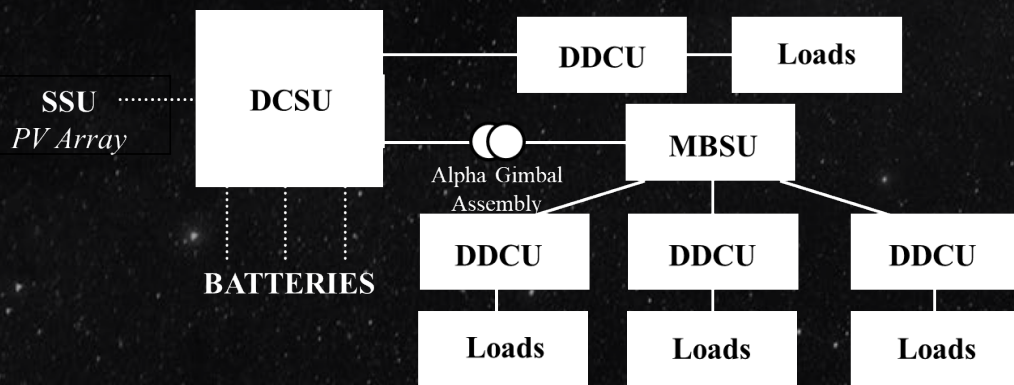 DDCU
Loads
SSU
PV Array
DCSU
MBSU
Alpha Gimbal
Assembly
DDCU
DDCU
DDCU
BATTERIES
Loads
Loads
Loads